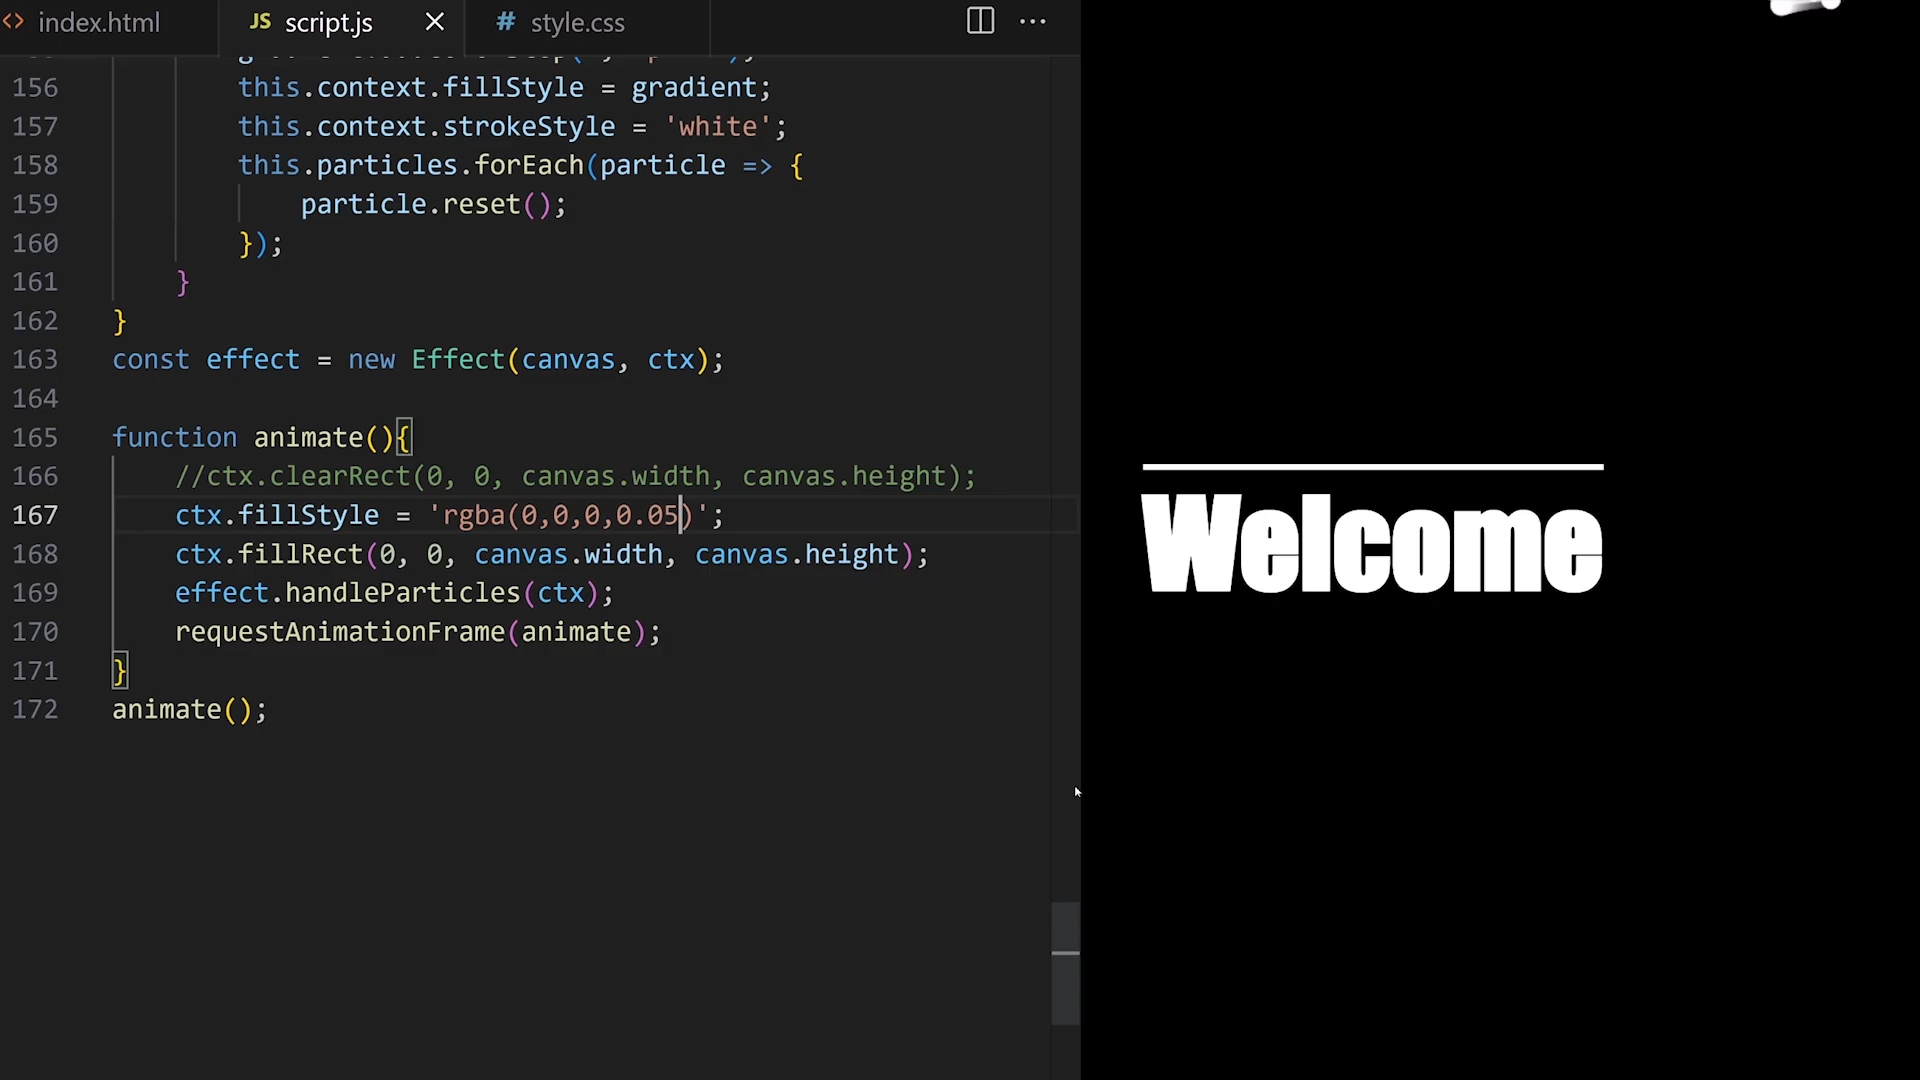 <> index.html
JS script.js
# style.css
156 this.context.fillStyle = gradient;
157 this.context.strokeStyle = 'white';
158 this.particles.forEach(particle => {
159 particle.reset();
160 });
161 }
162 }
163 const effect = new Effect(canvas, ctx);
164
165 function animate(){
166 //ctx.clearRect(0, 0, canvas.width, canvas.height);
167 ctx.fillStyle = 'rgba(0,0,0,0.05)';
168 ctx.fillRect(0, 0, canvas.width, canvas.height);
169 effect.handleParticles(ctx);
170 requestAnimationFrame(animate);
171 }
172 animate();
Welcome